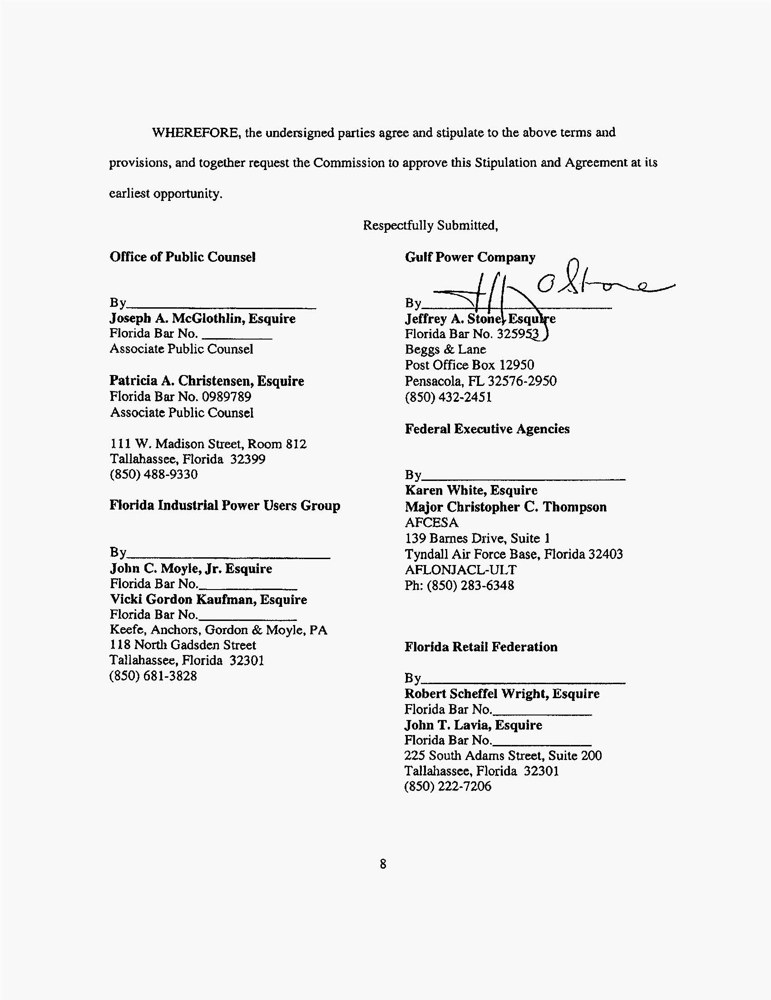 WHEREFORE, the undersigned parties agree and stipulate to the above terms and
provisions, and together request the Commission to approve this Stipulation and Agreement at its
earliest opportunity.
Respectfully Submitted,
Office of Public Counsel
By
Joseph A. McGlothlin, Esquire
Florida Bar No.
Associate Public Counsel
Patricia A. Christensen, Esquire
Florida Bar No. 0989789
Associate Public Counsel
111 W. Madison Street, Room 812
Tallahassee, Florida 32399
(850) 488-9330
Florida Industrial Power Users Group
By
John C. Moyle, Jr. Esquire
Florida Bar No.
Vicki Gordon Kaufman, Esquire
Florida Bar No.
Keefe, Anchors, Gordon & Moyle, PA
118 North Gadsden Street
Tallahassee, Florida 32301
(850) 681-3828
Gulf Power Company
By
Jeffrey A. Stone, Esquire
Florida Bar No. 325953
Beggs & Lane
Post Office Box 12950
Pensacola, FL 32576-2950
(850) 432-2451
Federal Executive Agencies
By
Karen White, Esquire
Major Christopher C. Thompson
AFCESA
139 Barnes Drive, Suite 1
Tyndall Air Force Base, Florida 32403
AFLONJACL-ULT
Ph: (850) 283-6348
Florida Retail Federation
By
Robert Scheffel Wright, Esquire
Florida Bar No.
John T. Lavia, Esquire
Florida Bar No.
225 South Adams Street, Suite 200
Tallahassee, Florida 32301
(850) 222-7206
8